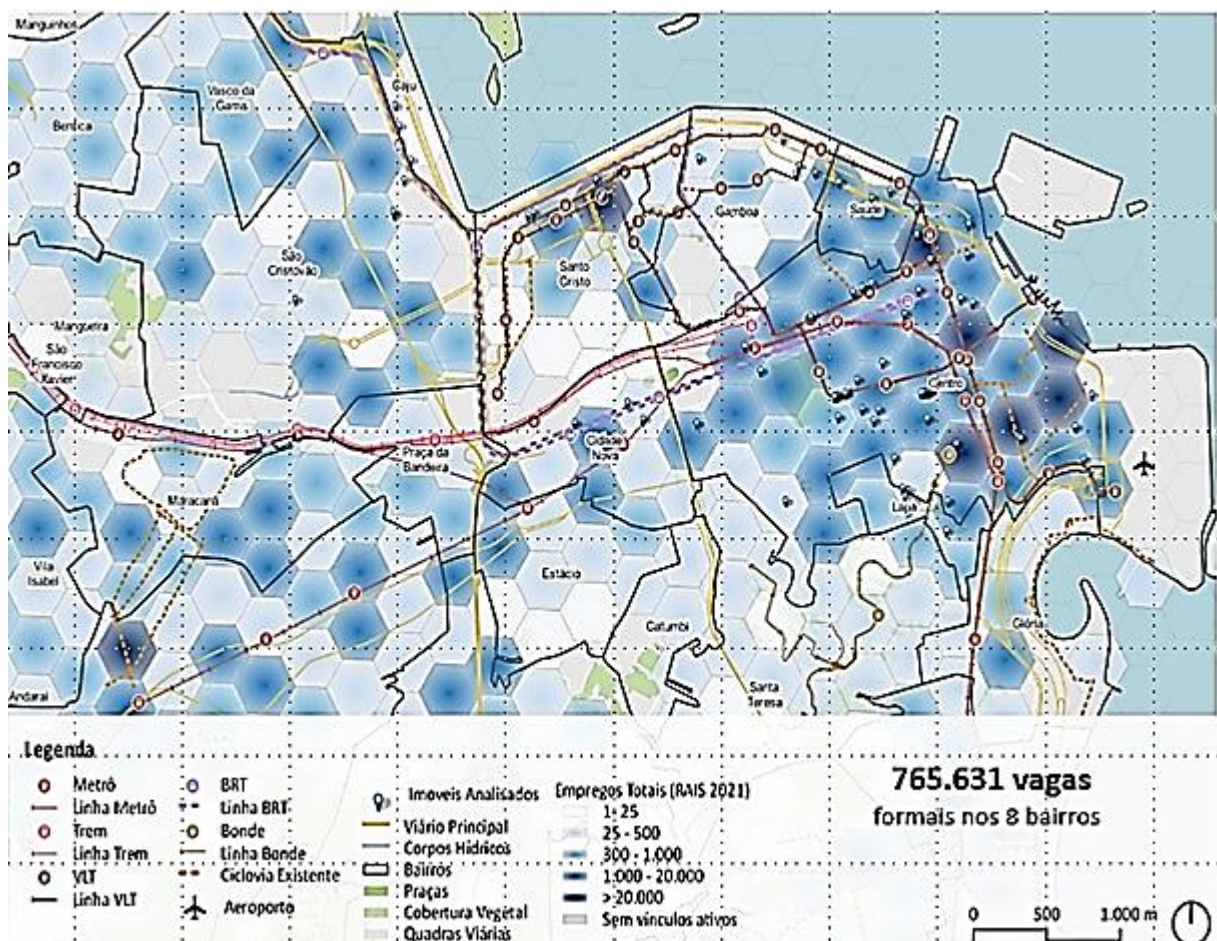 Manguinhos
Caju
Vasco da
Gama
Benfica
São
Cristóvão
Gamboa
Saúde
Santo
Cristo
Mangueira
São
Francisco
Xavier
Centro
Praça da
Bandeira
Cidade
Nova
Maracanã
Lapa
Vila
Isabel
Estácio
Catumbi
Glória
Andaraí
Santa
Teresa
Legenda
Metrô
Linha Metrô
Trem
Linha Trem
VLT
Linha VLT
BRT
Linha BRT
Bonde
Linha Bonde
Ciclovia Existente
Aeroporto
Imoveis Analisados
Viário Principal
Corpos Hidricos
Bairros
Praças
Cobertura Vegetal
Quadras Viárias
Empregos Totais (RAIS 2021)
1- 25
25 - 500
300 - 1.000
1.000 - 20.000
>20.000
Sem vinculos ativos
765.631 vagas
formais nos 8 bairros
0 500 1.000 m